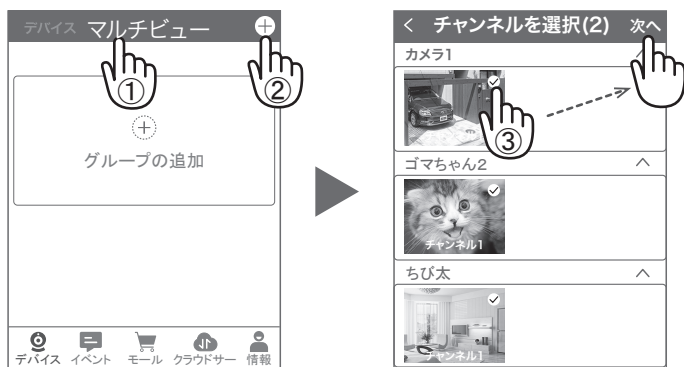 デバイス マルチビュー
①
②
グループの追加
デバイス イベント モール クラウドサー 情報
チャンネルを選択(2) 次へ
カメラ1
③
ゴマちゃん2
チャンネル1
ちび太
チャンネル1